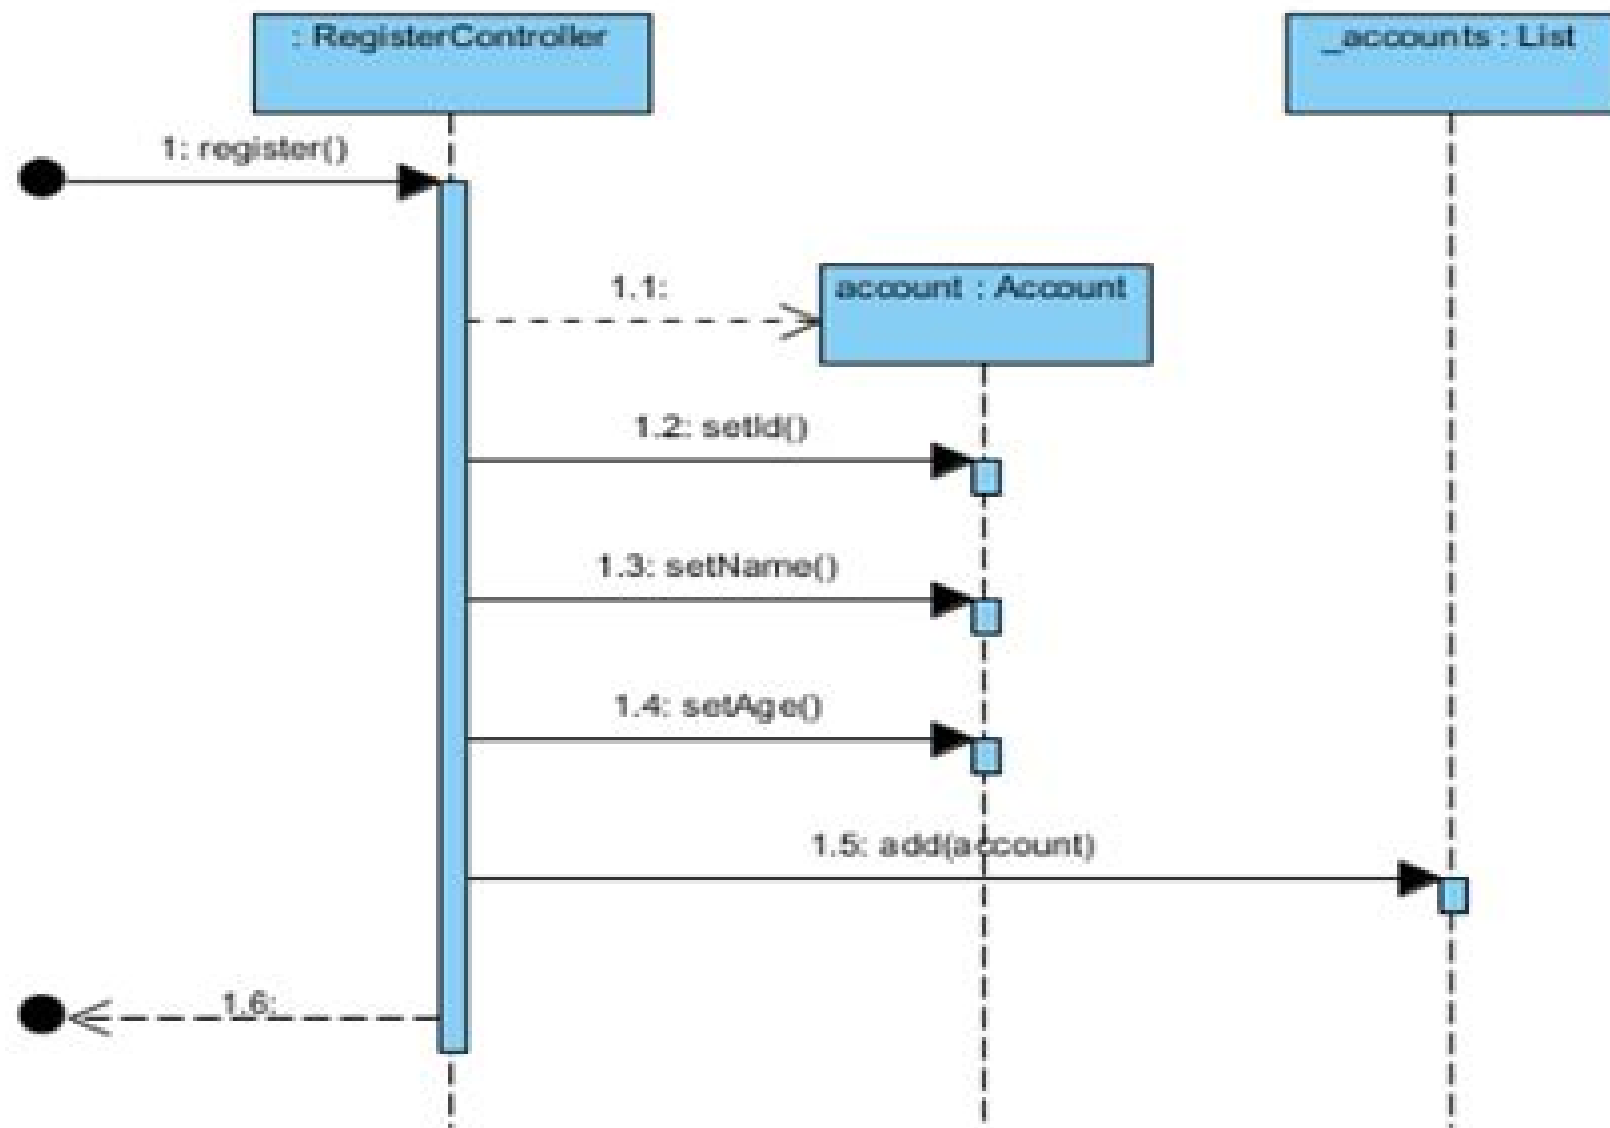 : RegisterController
_accounts : List
1: register()
account : Account
1.1:
1.2: setId()
1.3: setName()
1.4: setAge()
1.5: add(account)
1.6: